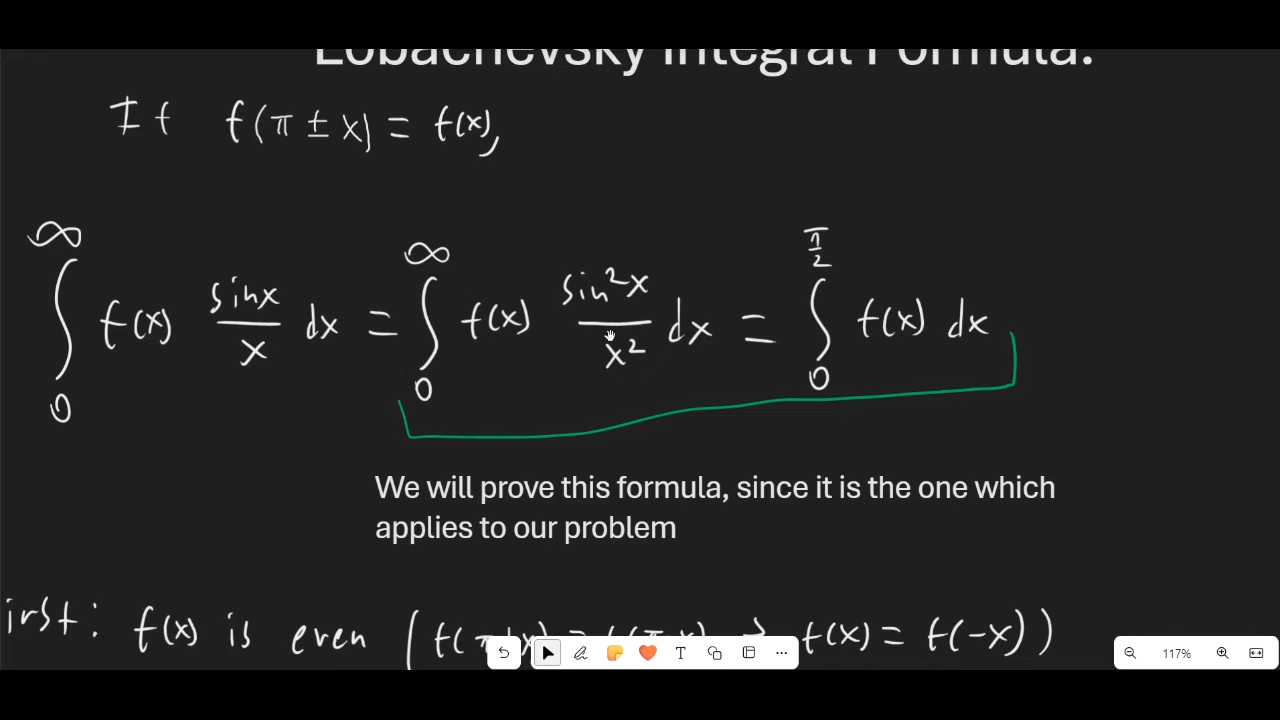 Lobachevsky Integral Formula.
If f(π ± x) = f(x),
∞∫0 f(x) sinx/x dx = ∞∫0 f(x) sin²x/x² dx = π/2∫0 f(x) dx
We will prove this formula, since it is the one which
applies to our problem
irst: f(x) is even ( f(π+x) = f(π-x) → f(x) = f(-x))
117%